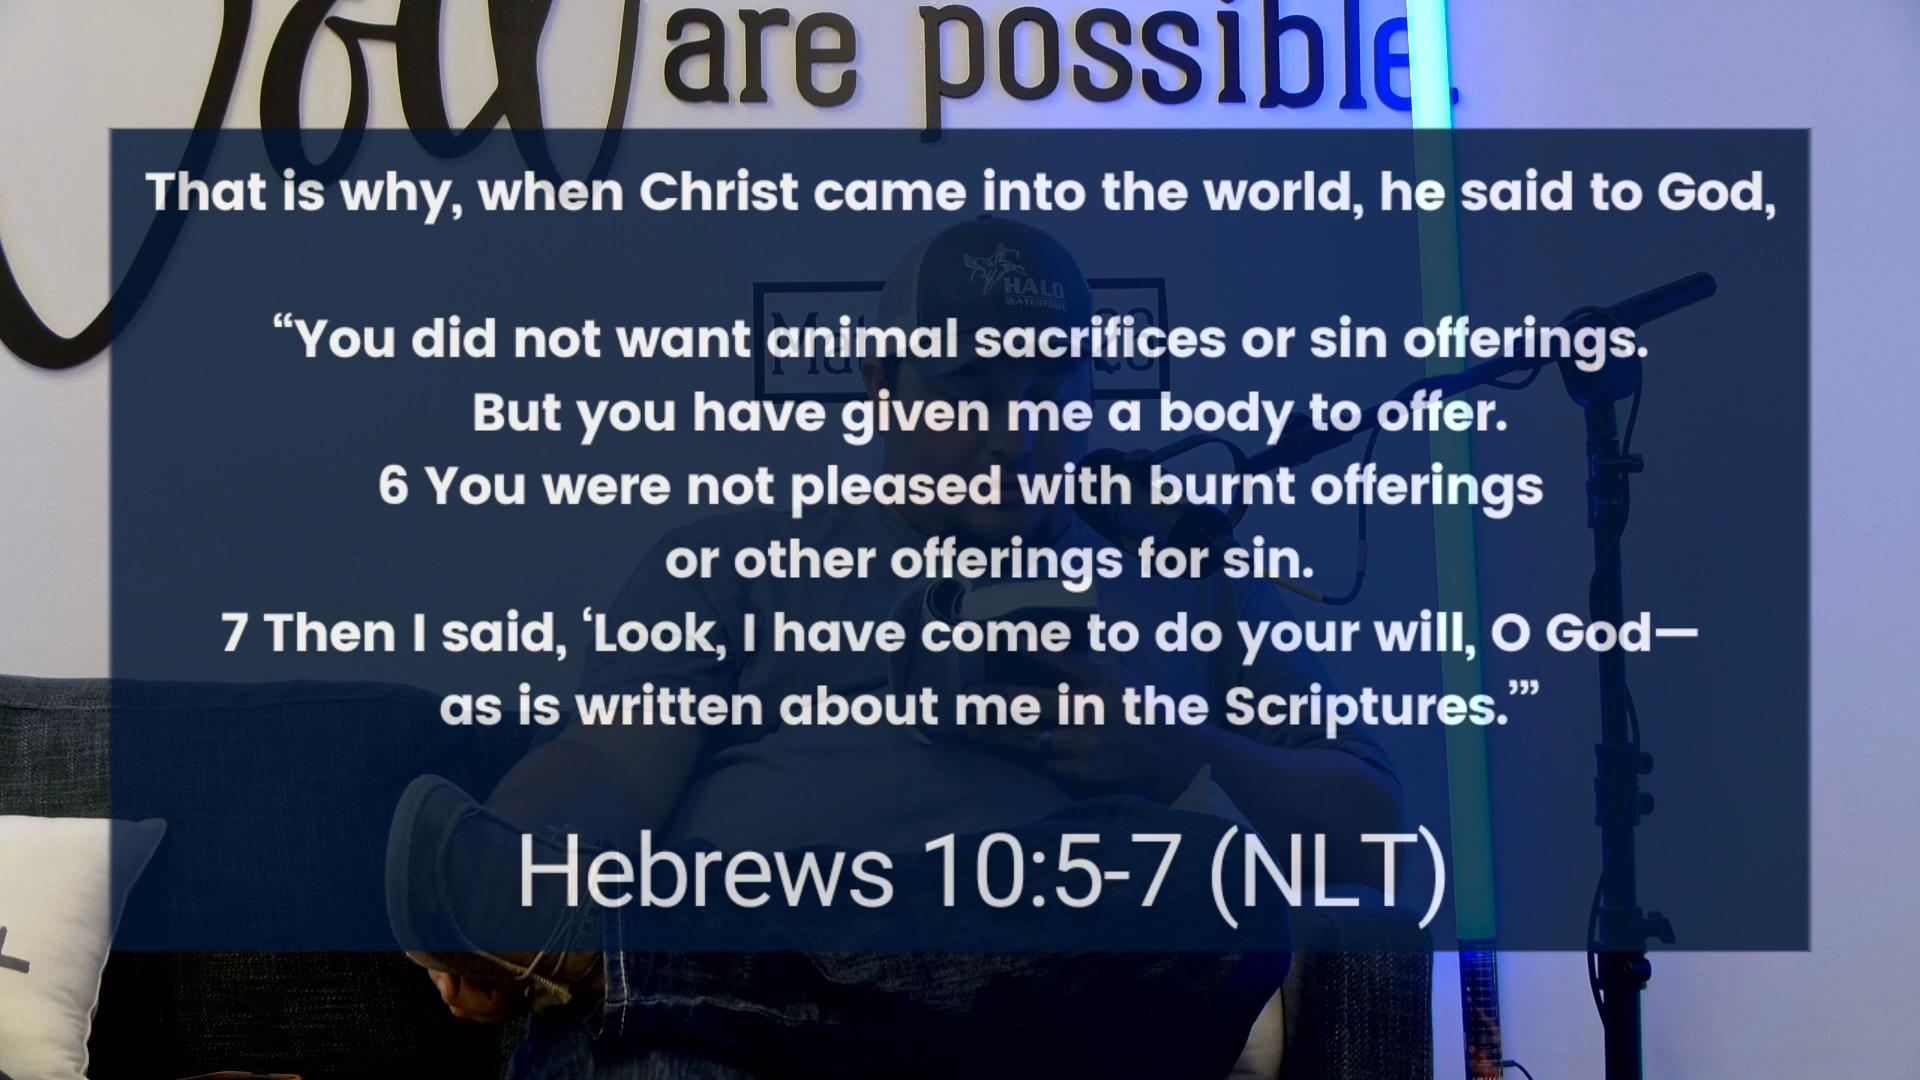 are possible.
That is why, when Christ came into the world, he said to God,
“You did not want animal sacrifices or sin offerings.
But you have given me a body to offer.
6 You were not pleased with burnt offerings
or other offerings for sin.
7 Then I said, ‘Look, I have come to do your will, O God—
as is written about me in the Scriptures.’”
Hebrews 10:5-7 (NLT)
HALO
WATERFOWL